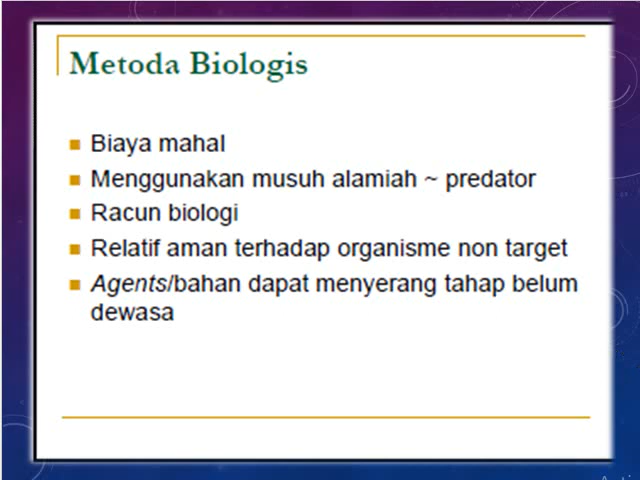 Metoda Biologis
Biaya mahal
Menggunakan musuh alamiah ~ predator
Racun biologi
Relatif aman terhadap organisme non target
Agents/bahan dapat menyerang tahap belum
dewasa